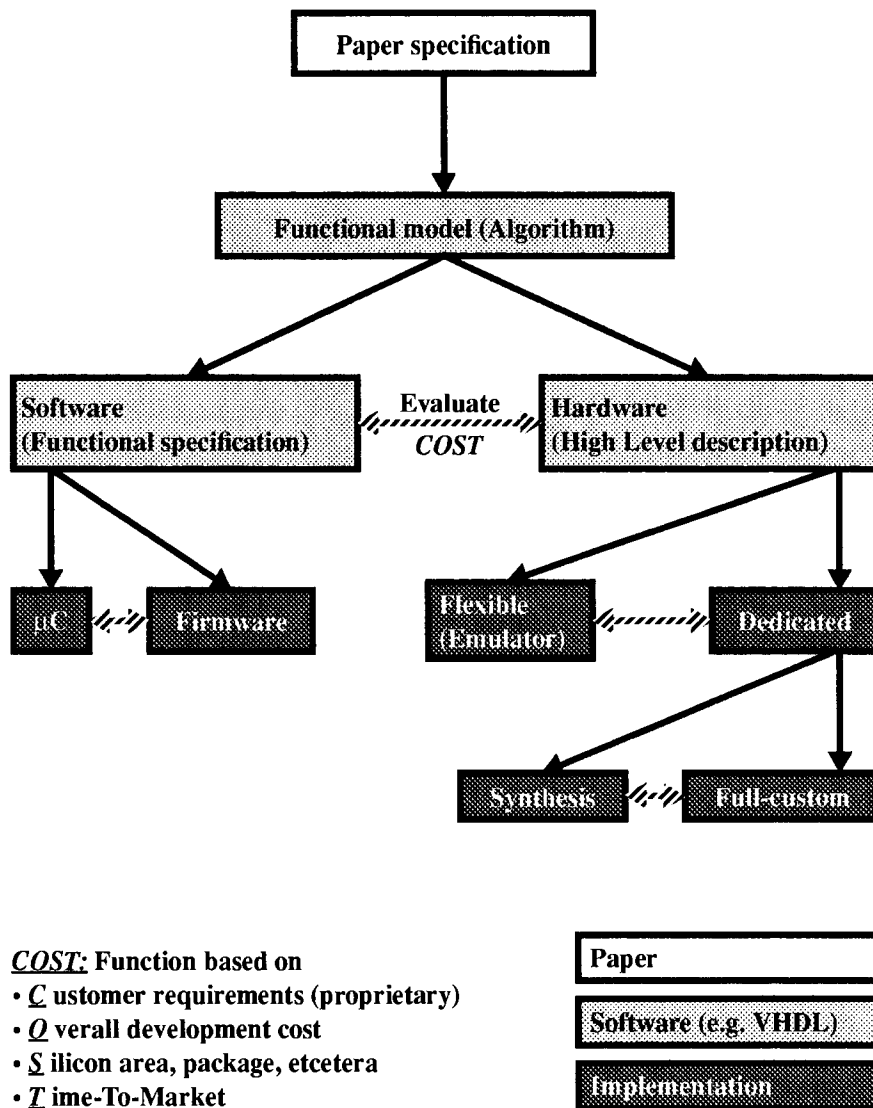 Paper specification
Functional model (Algorithm)
Software
(Functional specification)
Evaluate
COST
Hardware
(High Level description)
μC
Firmware
Flexible
(Emulator)
Dedicated
Synthesis
Full-custom
COST: Function based on
• C ustomer requirements (proprietary)
• O verall development cost
• S ilicon area, package, etcetera
• T ime-To-Market
Paper
Software (e.g. VHDL)
Implementation